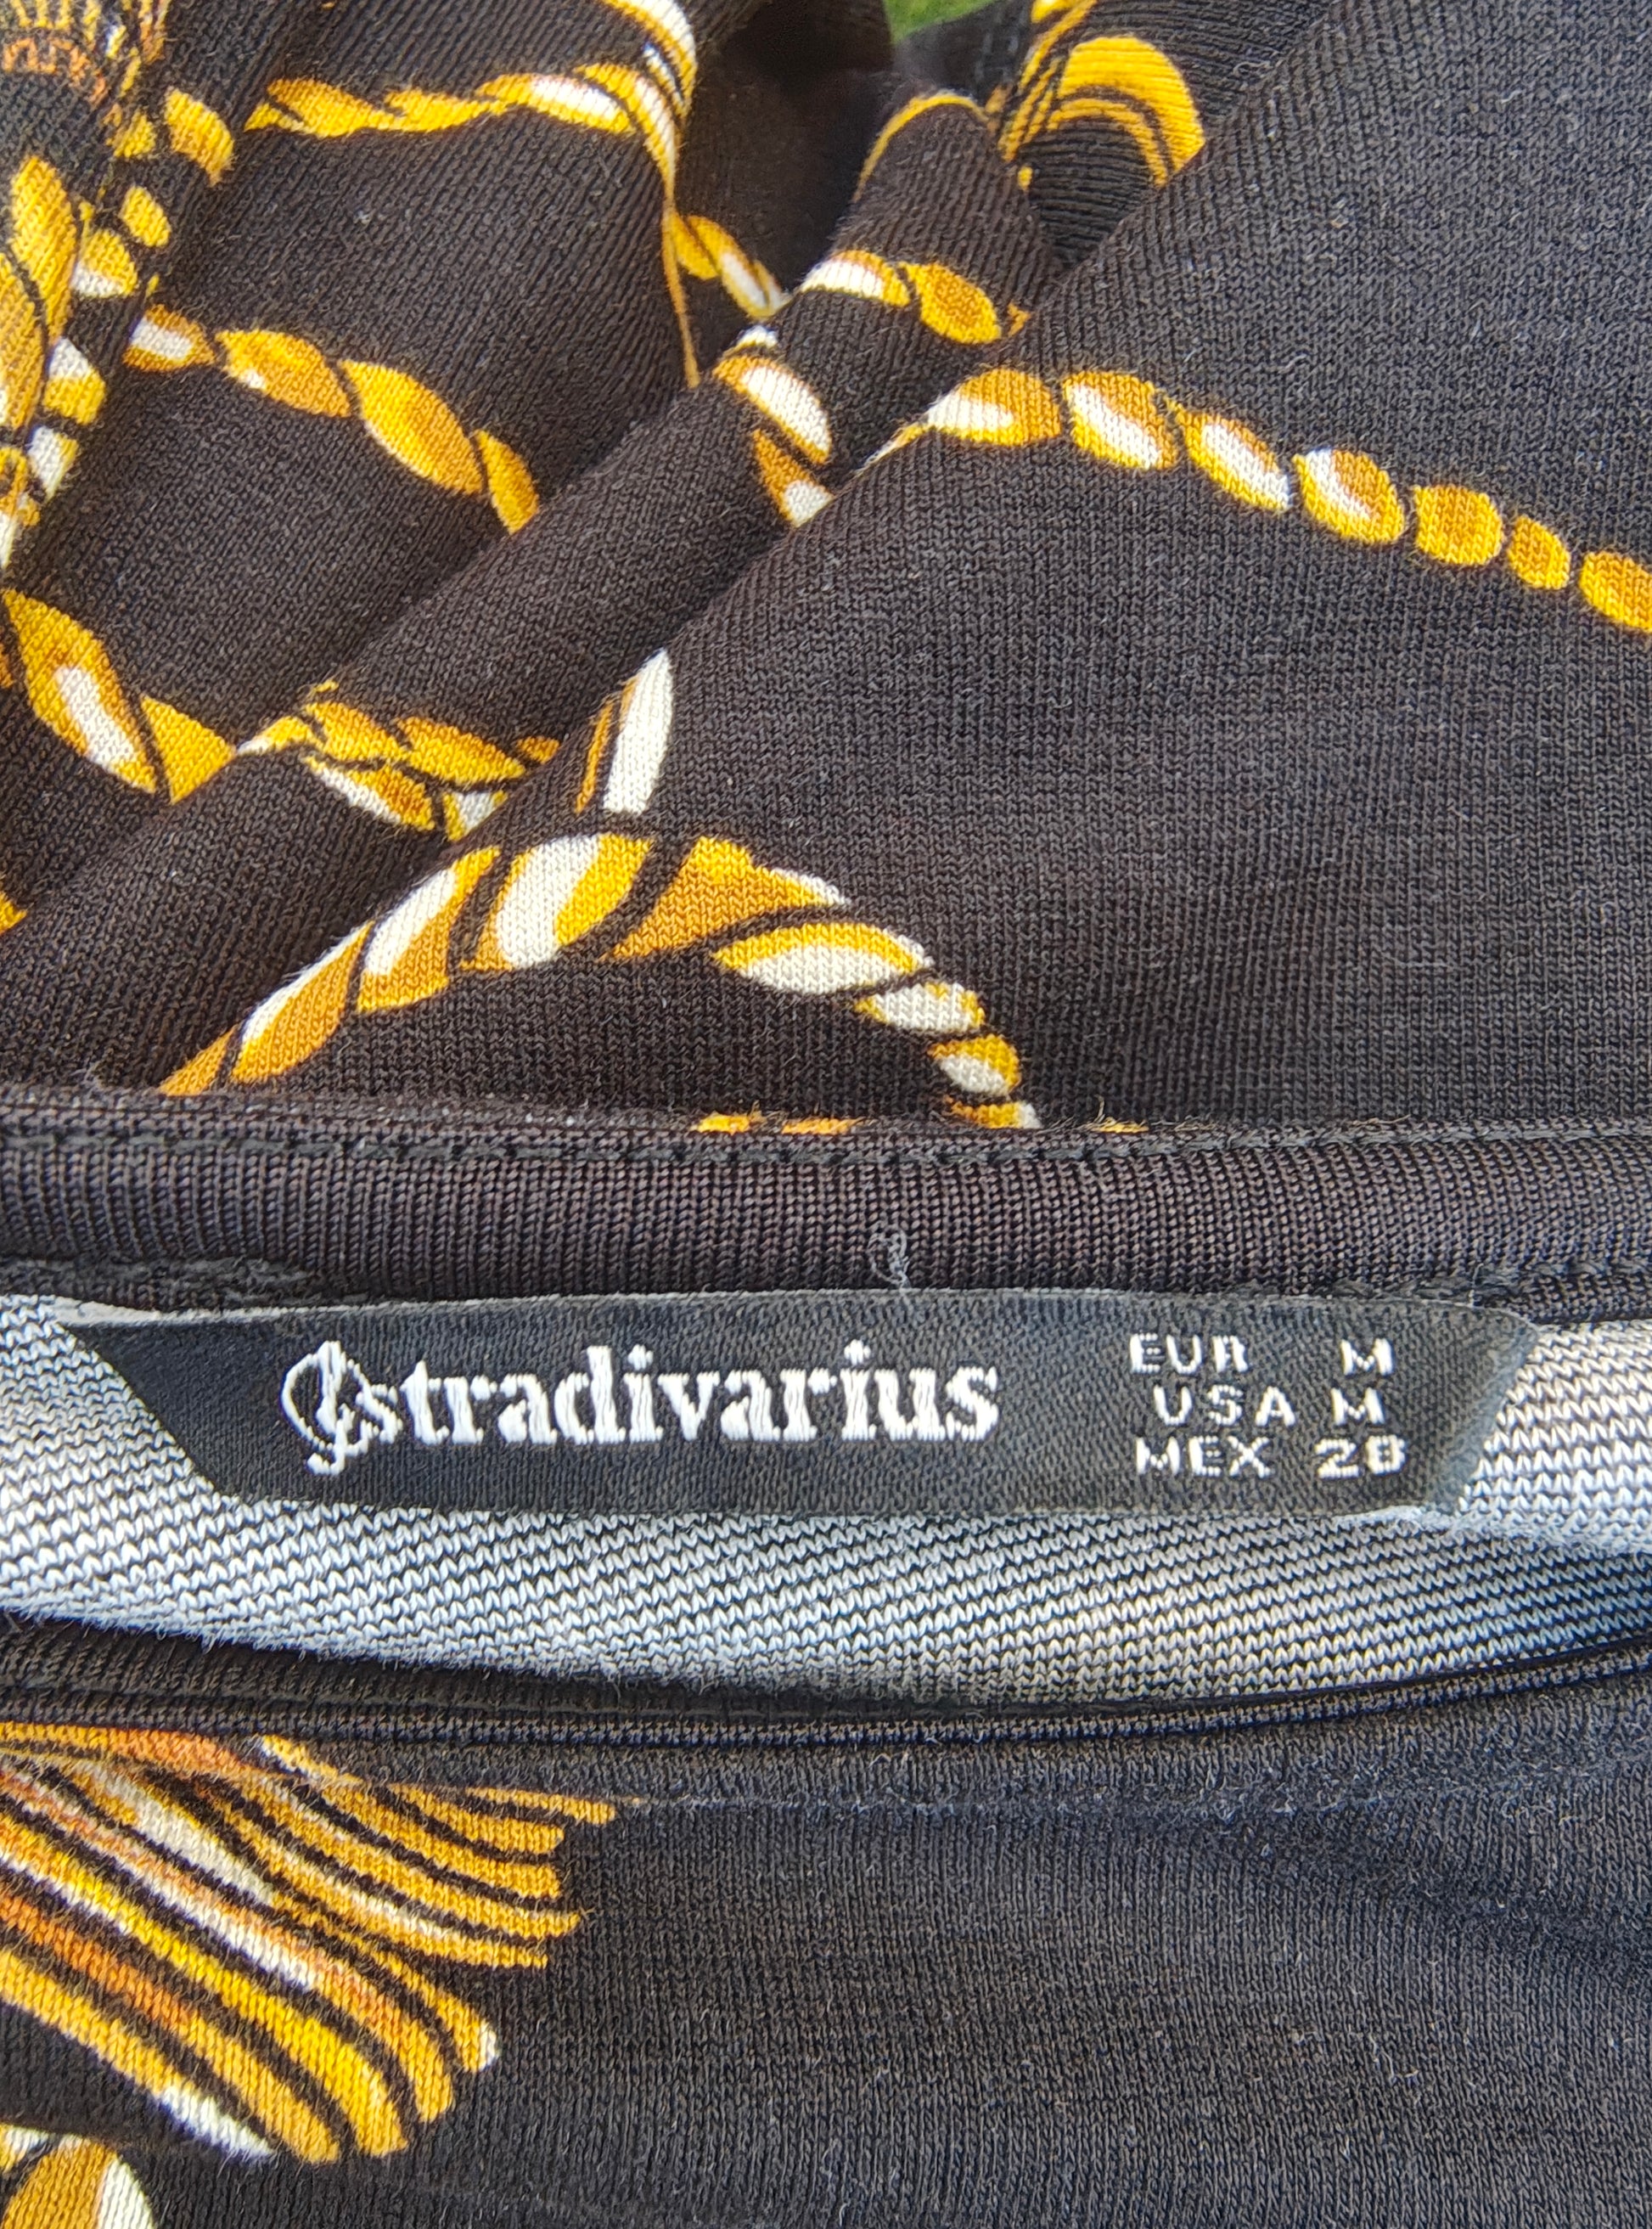 stradivarius
EUR M
USA M
MEX 28